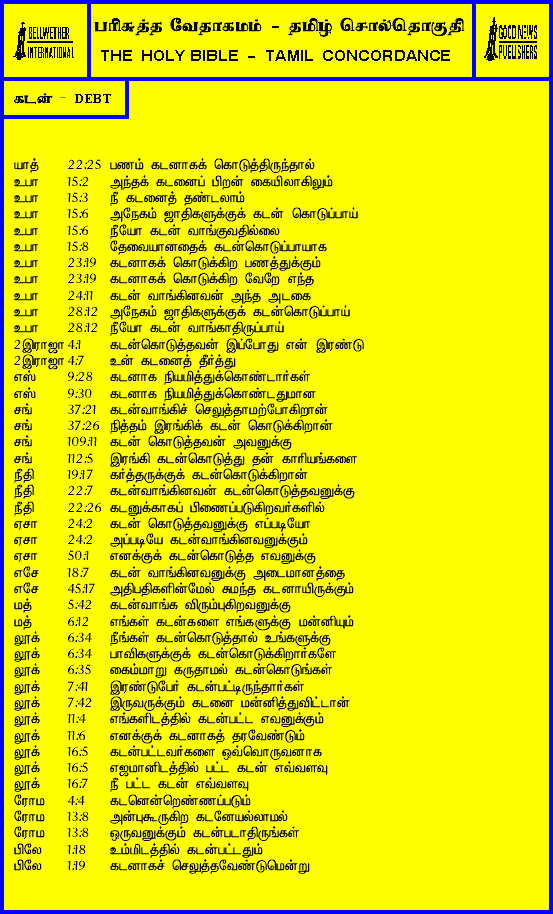 BELLWETHER
INTERNATIONAL
பரிசுத்த வேதாகமம் - தமிழ் சொல்தொகுதி
THE HOLY BIBLE - TAMIL CONCORDANCE
GOOD NEWS
PUBLISHERS
கடன் - DEBT
யாத் 22:25 பணம் கடனாகக் கொடுத்திருந்தால்
உபா 15:2 அந்தக் கடனைப் பிறன் கையிலாகிலும்
உபா 15:3 நீ கடனைத் தண்டலாம்
உபா 15:6 அநேகம் ஜாதிகளுக்குக் கடன் கொடுப்பாய்
உபா 15:6 நீயோ கடன் வாங்குவதில்லை
உபா 15:8 தேவையானதைக் கடன்கொடுப்பாயாக
உபா 23:19 கடனாகக் கொடுக்கிற பணத்துக்கும்
உபா 23:19 கடனாகக் கொடுக்கிற வேறே எந்த
உபா 24:11 கடன் வாங்கினவன் அந்த அடகை
உபா 28:12 அநேகம் ஜாதிகளுக்குக் கடன்கொடுப்பாய்
உபா 28:12 நீயோ கடன் வாங்காதிருப்பாய்
2இராஜா 4:1 கடன்கொடுத்தவன் இப்போது என் இரண்டு
2இராஜா 4:7 உன் கடனைத் தீர்த்து
எஸ் 9:28 கடனாக நியமித்துக்கொண்டார்கள்
எஸ் 9:30 கடனாக நியமித்துக்கொண்டதுமான
சங் 37:21 கடன்வாங்கிச் செலுத்தாமற்போகிறான்
சங் 37:26 நித்தம் இரங்கிக் கடன் கொடுக்கிறான்
சங் 109:11 கடன் கொடுத்தவன் அவனுக்கு
சங் 112:5 இரங்கி கடன்கொடுத்து தன் காரியங்களை
நீதி 19:17 கர்த்தருக்குக் கடன்கொடுக்கிறான்
நீதி 22:7 கடன்வாங்கினவன் கடன்கொடுத்தவனுக்கு
நீதி 22:26 கடனுக்காகப் பிணைப்படுகிறவர்களில்
ஏசா 24:2 கடன் கொடுத்தவனுக்கு எப்படியோ
ஏசா 24:2 அப்படியே கடன்வாங்கினவனுக்கும்
ஏசா 50:1 எனக்குக் கடன்கொடுத்த எவனுக்கு
எசே 18:7 கடன் வாங்கினவனுக்கு அடைமானத்தை
எசே 45:17 அதிபதிகளின்மேல் சுமந்த கடனாயிருக்கும்
மத் 5:42 கடன்வாங்க விரும்புகிறவனுக்கு
மத் 6:12 எங்கள் கடன்களை எங்களுக்கு மன்னியும்
லூக் 6:34 நீங்கள் கடன்கொடுத்தால் உங்களுக்கு
லூக் 6:34 பாவிகளுக்குக் கடன்கொடுக்கிறார்களே
லூக் 6:35 கைம்மாறு கருதாமல் கடன்கொடுங்கள்
லூக் 7:41 இரண்டுபேர் கடன்பட்டிருந்தார்கள்
லூக் 7:42 இருவருக்கும் கடனை மன்னித்துவிட்டான்
லூக் 11:4 எங்களிடத்தில் கடன்பட்ட எவனுக்கும்
லூக் 11:6 எனக்குக் கடனாகத் தரவேண்டும்
லூக் 16:5 கடன்பட்டவர்களை ஒவ்வொருவனாக
லூக் 16:5 எஜமானிடத்தில் பட்ட கடன் எவ்வளவு
லூக் 16:7 நீ பட்ட கடன் எவ்வளவு
ரோம 4:4 கடனென்றெண்ணப்படும்
ரோம 13:8 அன்புகூருகிற கடனேயல்லாமல்
ரோம 13:8 ஒருவனுக்கும் கடன்படாதிருங்கள்
பிலே 1:18 உம்மிடத்தில் கடன்பட்டதும்
பிலே 1:19 கடனாகச் செலுத்தவேண்டுமென்று